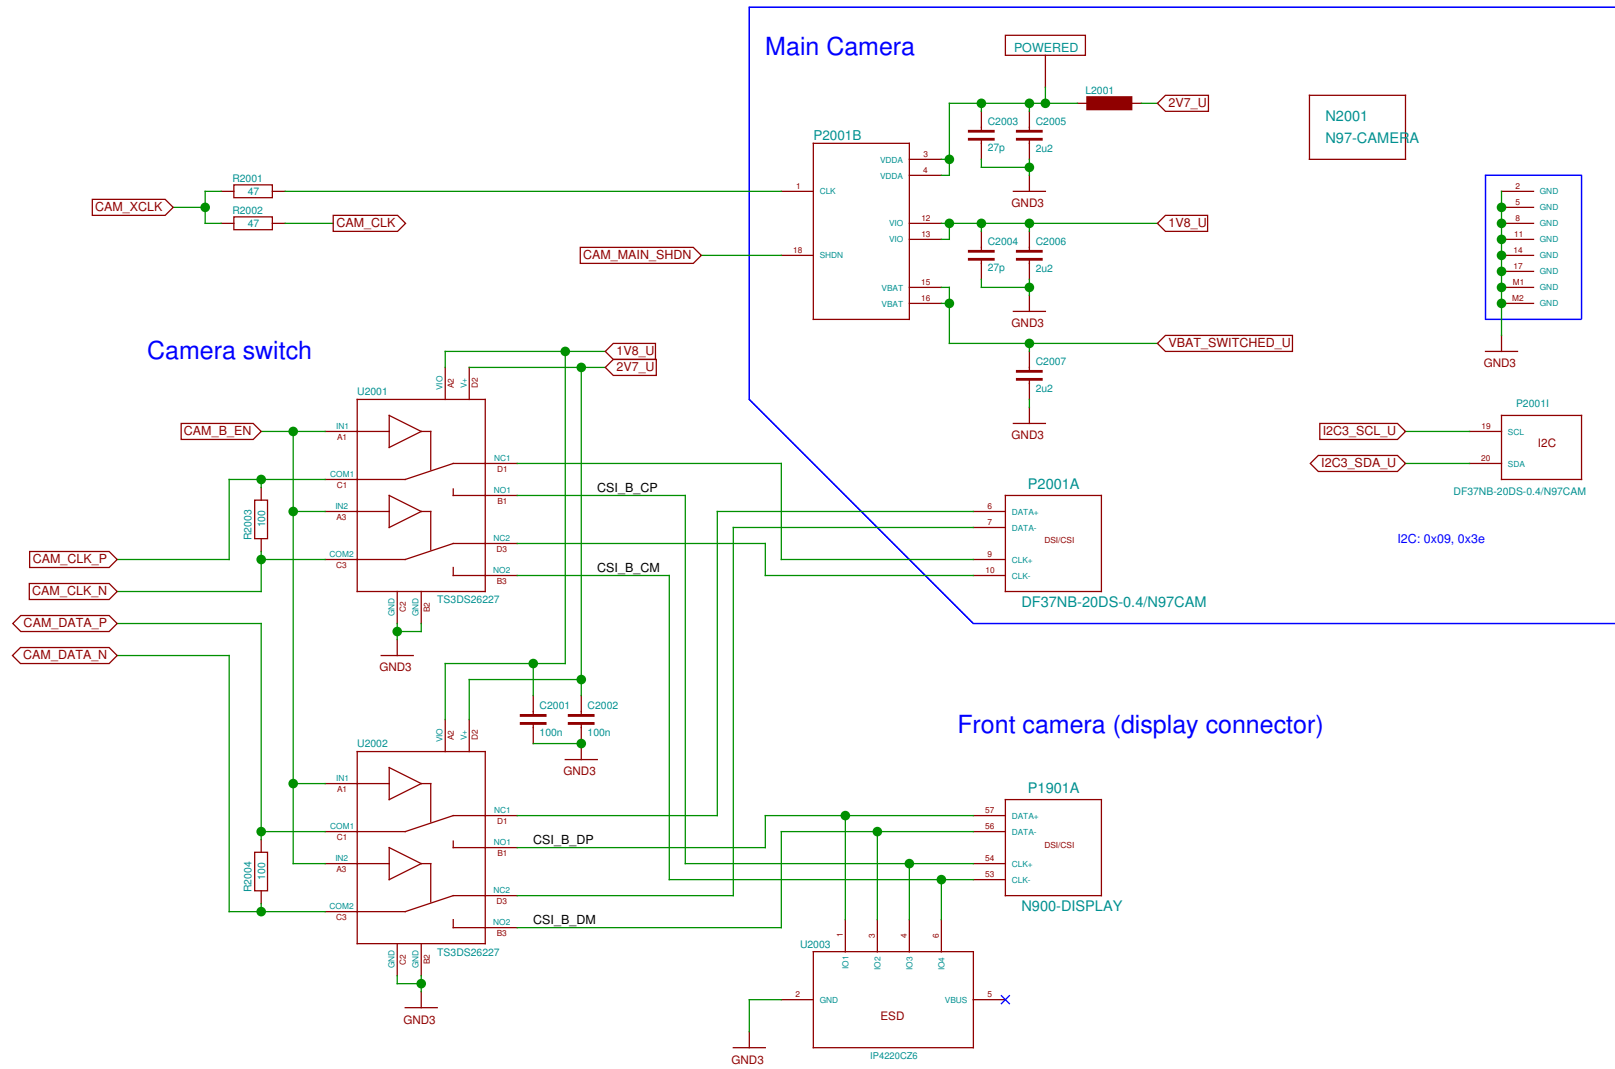 Main Camera
POWERED
L2001
2V7_U
C2003
27p
C2005
2u2
GND3
N2001
N97-CAMERA
P2001B
VDDA 3
VDDA 4
1 CLK
VIO 12
VIO 13
18 SHDN
VBAT 15
VBAT 16
R2001
47
CAM_XCLK
R2002
47
CAM_CLK
CAM_MAIN_SHDN
1V8_U
C2004
27p
C2006
2u2
GND3
VBAT_SWITCHED_U
C2007
2u2
GND3
2 GND
5 GND
8 GND
11 GND
14 GND
17 GND
M1 GND
M2 GND
GND3
P2001I
I2C3_SCL_U
19 SCL
I2C
I2C3_SDA_U
20 SDA
DF37NB-20DS-0.4/N97CAM
I2C: 0x09, 0x3e
Camera switch
1V8_U
2V7_U
U2001
VIO A2
V+ D2
CAM_B_EN
IN1
A1
COM1
C1
IN2
A3
COM2
C3
NC1
D1
NO1
B1
NC2
D3
NO2
B3
CSI_B_CP
CSI_B_CM
R2003
100
CAM_CLK_P
CAM_CLK_N
CAM_DATA_P
CAM_DATA_N
GND C2
GND B2
TS3DS26227
GND3
P2001A
6 DATA+
7 DATA-
DSI/CSI
9 CLK+
10 CLK-
DF37NB-20DS-0.4/N97CAM
C2001
100n
C2002
100n
GND3
U2002
VIO A2
V+ D2
IN1
A1
COM1
C1
IN2
A3
COM2
C3
NC1
D1
NO1
B1
NC2
D3
NO2
B3
CSI_B_DP
CSI_B_DM
R2004
100
GND C2
GND B2
TS3DS26227
GND3
Front camera (display connector)
P1901A
57 DATA+
56 DATA-
DSI/CSI
54 CLK+
53 CLK-
N900-DISPLAY
U2003
1 IO1
3 IO2
4 IO3
6 IO4
2 GND
VBUS 5
ESD
IP4220CZ6
GND3